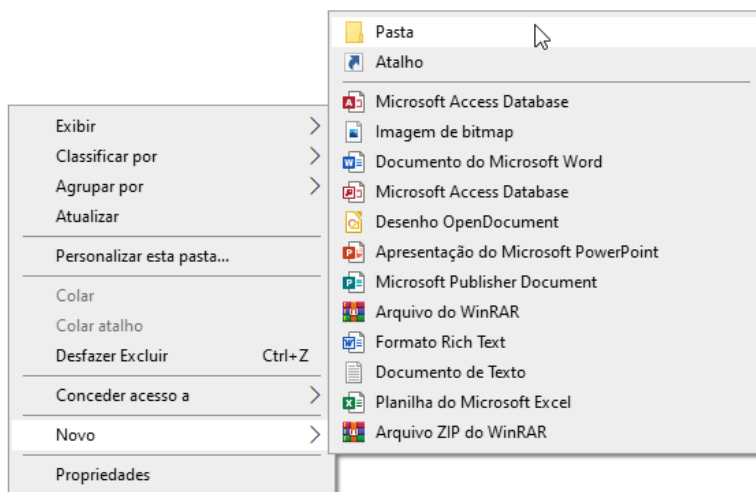 Exibir
Classificar por
Agrupar por
Atualizar
Personalizar esta pasta...
Colar
Colar atalho
Desfazer Excluir Ctrl+Z
Conceder acesso a
Novo
Propriedades
Pasta
Atalho
Microsoft Access Database
Imagem de bitmap
Documento do Microsoft Word
Microsoft Access Database
Desenho OpenDocument
Apresentação do Microsoft PowerPoint
Microsoft Publisher Document
Arquivo do WinRAR
Formato Rich Text
Documento de Texto
Planilha do Microsoft Excel
Arquivo ZIP do WinRAR